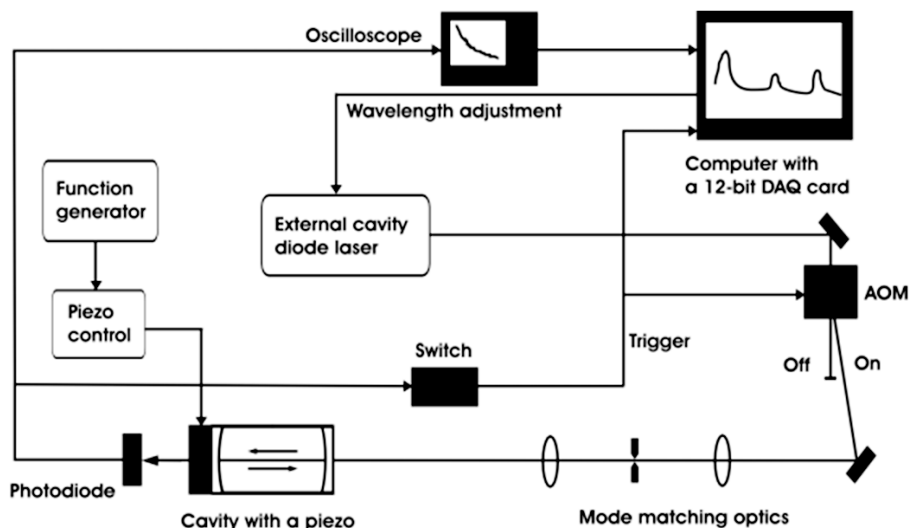 Oscilloscope
Wavelength adjustment
Computer with
a 12-bit DAQ card
Function
generator
External cavity
diode laser
AOM
Piezo
control
Trigger
Switch
Off
On
Photodiode
Cavity with a piezo
Mode matching optics